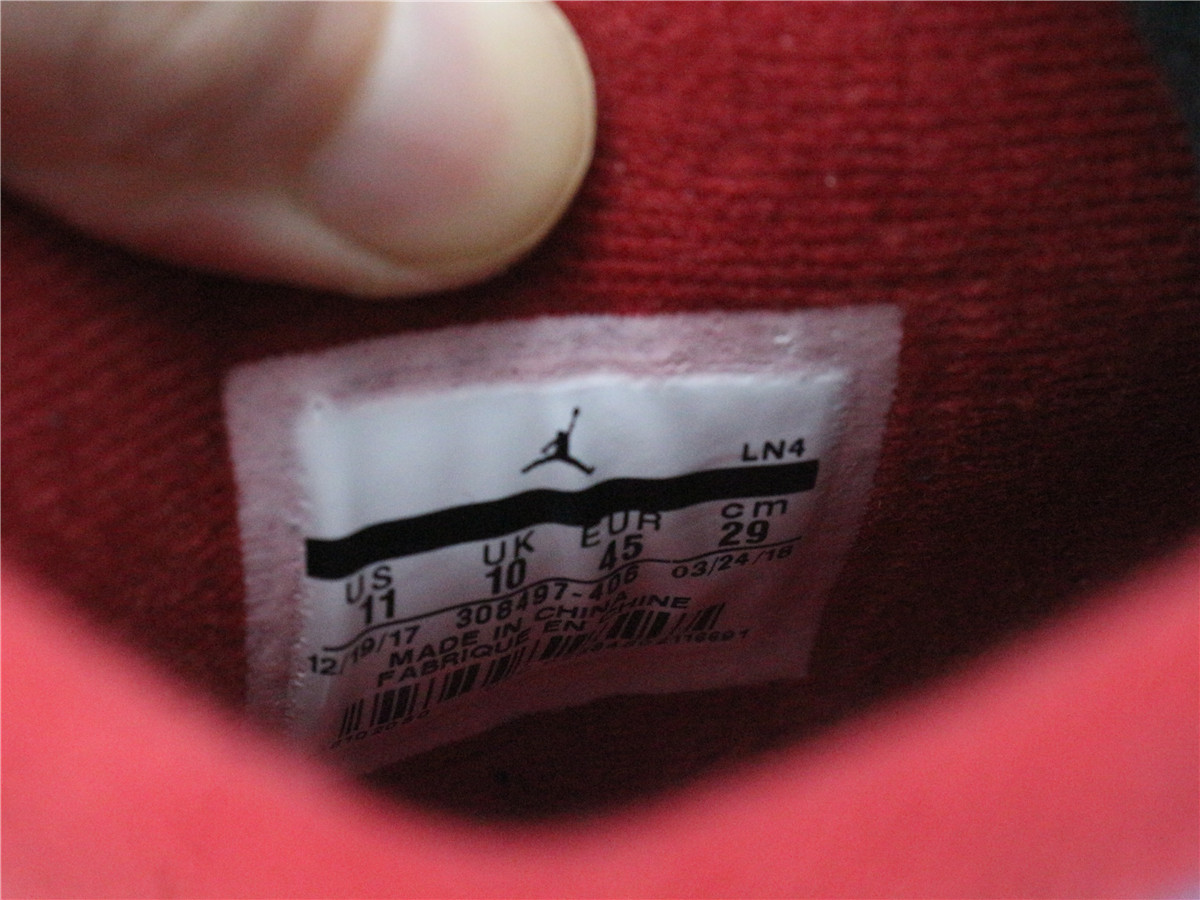 LN4
US UK EUR cm
11 10 45 29
12/19/17 308497-406 03/24/18
MADE IN CHINA
FABRIQUE EN CHINE